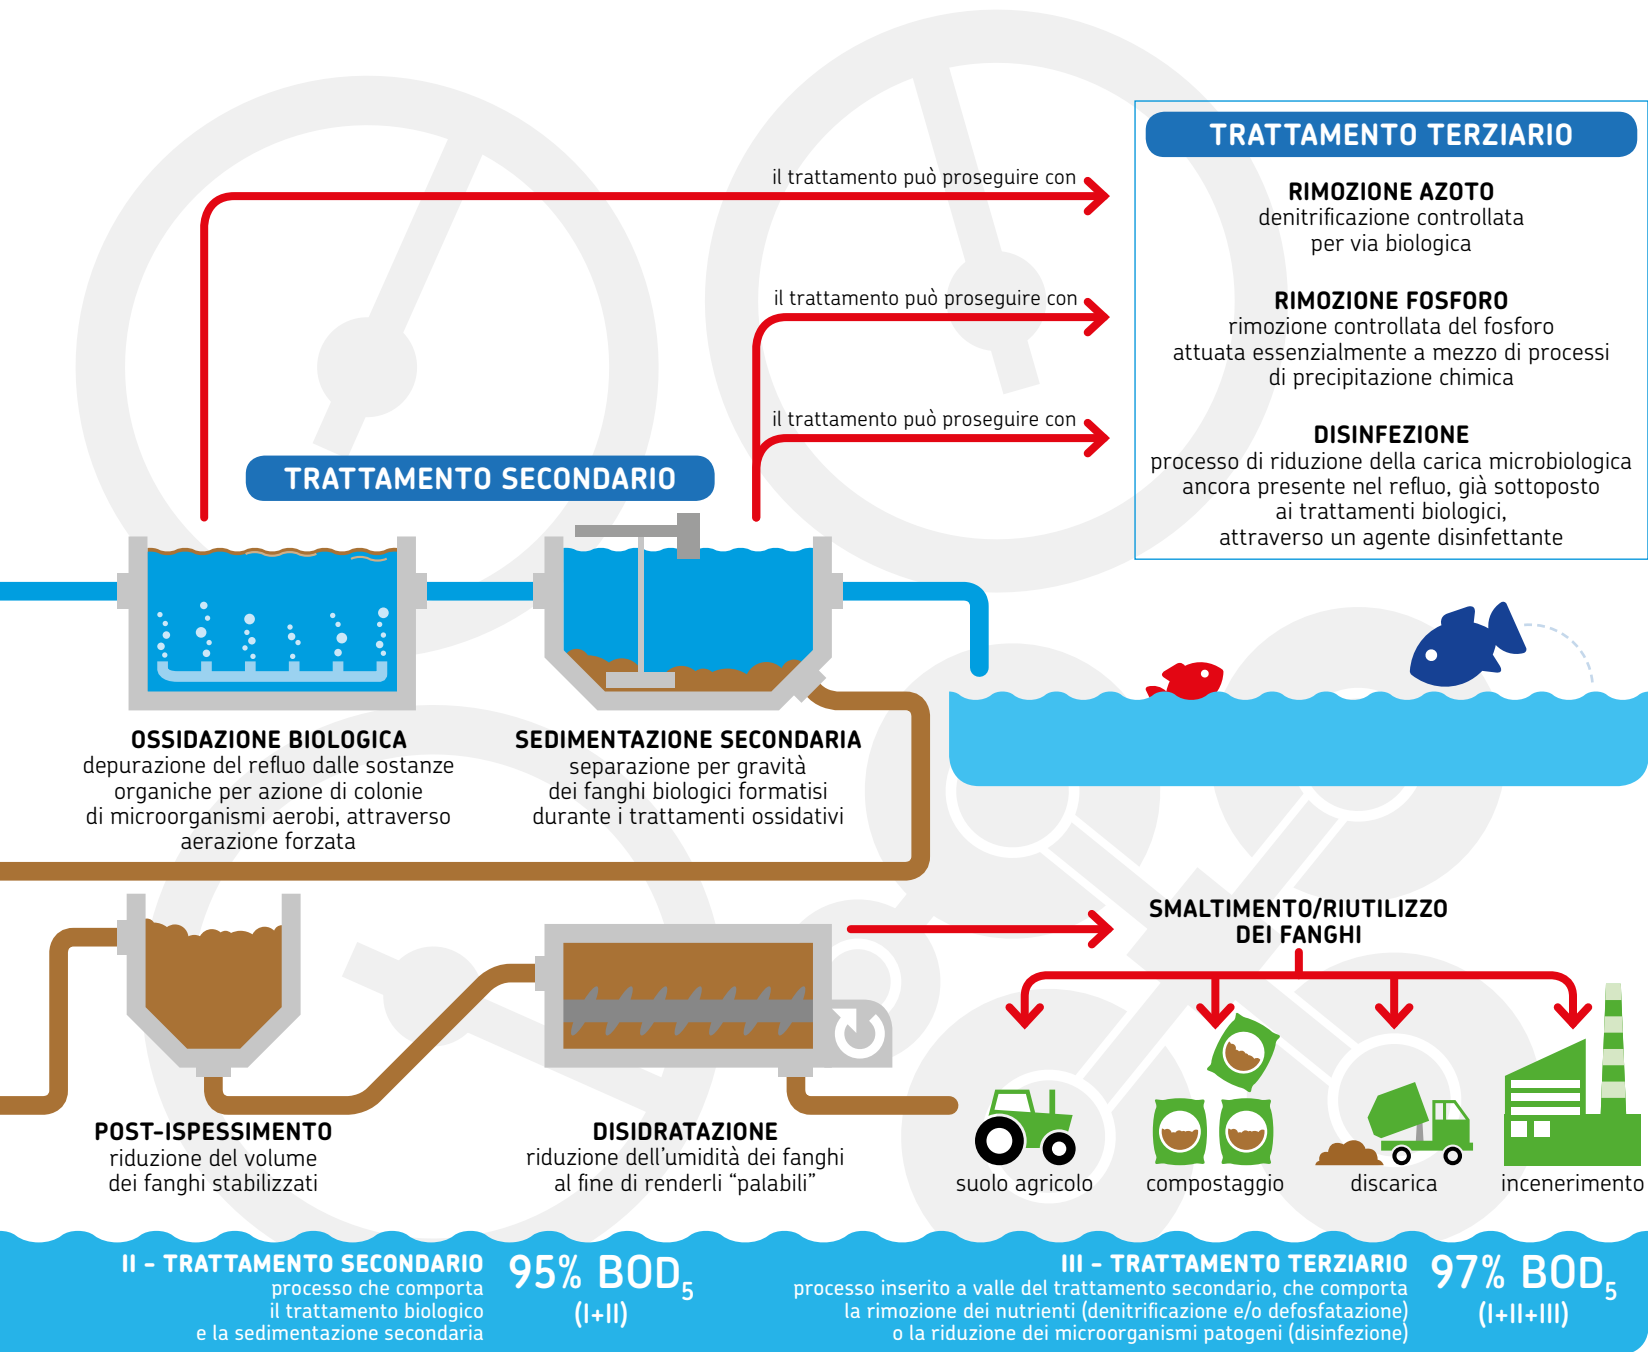 TRATTAMENTO TERZIARIO
il trattamento può proseguire con
RIMOZIONE AZOTO
denitrificazione controllata
per via biologica
il trattamento può proseguire con
RIMOZIONE FOSFORO
rimozione controllata del fosforo
attuata essenzialmente a mezzo di processi
di precipitazione chimica
il trattamento può proseguire con
DISINFEZIONE
processo di riduzione della carica microbiologica
ancora presente nel refluo, già sottoposto
ai trattamenti biologici,
attraverso un agente disinfettante
TRATTAMENTO SECONDARIO
OSSIDAZIONE BIOLOGICA
depurazione del refluo dalle sostanze
organiche per azione di colonie
di microorganismi aerobi, attraverso
aerazione forzata
SEDIMENTAZIONE SECONDARIA
separazione per gravità
dei fanghi biologici formatisi
durante i trattamenti ossidativi
SMALTIMENTO/RIUTILIZZO
DEI FANGHI
POST-ISPESSIMENTO
riduzione del volume
dei fanghi stabilizzati
DISIDRATAZIONE
riduzione dell'umidità dei fanghi
al fine di renderli “palabili”
suolo agricolo
compostaggio
discarica
incenerimento
II - TRATTAMENTO SECONDARIO
processo che comporta
il trattamento biologico
e la sedimentazione secondaria
95% BOD5
(I+II)
III - TRATTAMENTO TERZIARIO
processo inserito a valle del trattamento secondario, che comporta
la rimozione dei nutrienti (denitrificazione e/o defosfatazione)
o la riduzione dei microorganismi patogeni (disinfezione)
97% BOD5
(I+II+III)